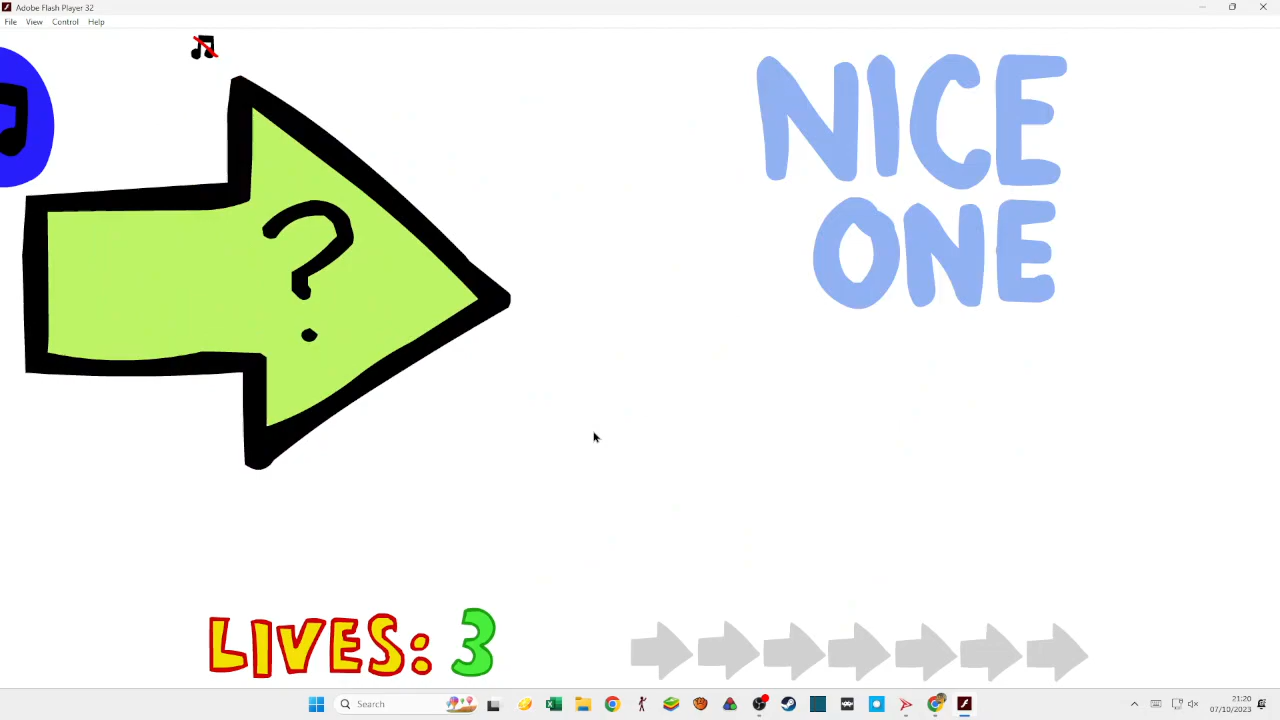 Adobe Flash Player 32
File View Control Help
NICE
ONE
?
LIVES: 3
Search
21:20
07/10/2023